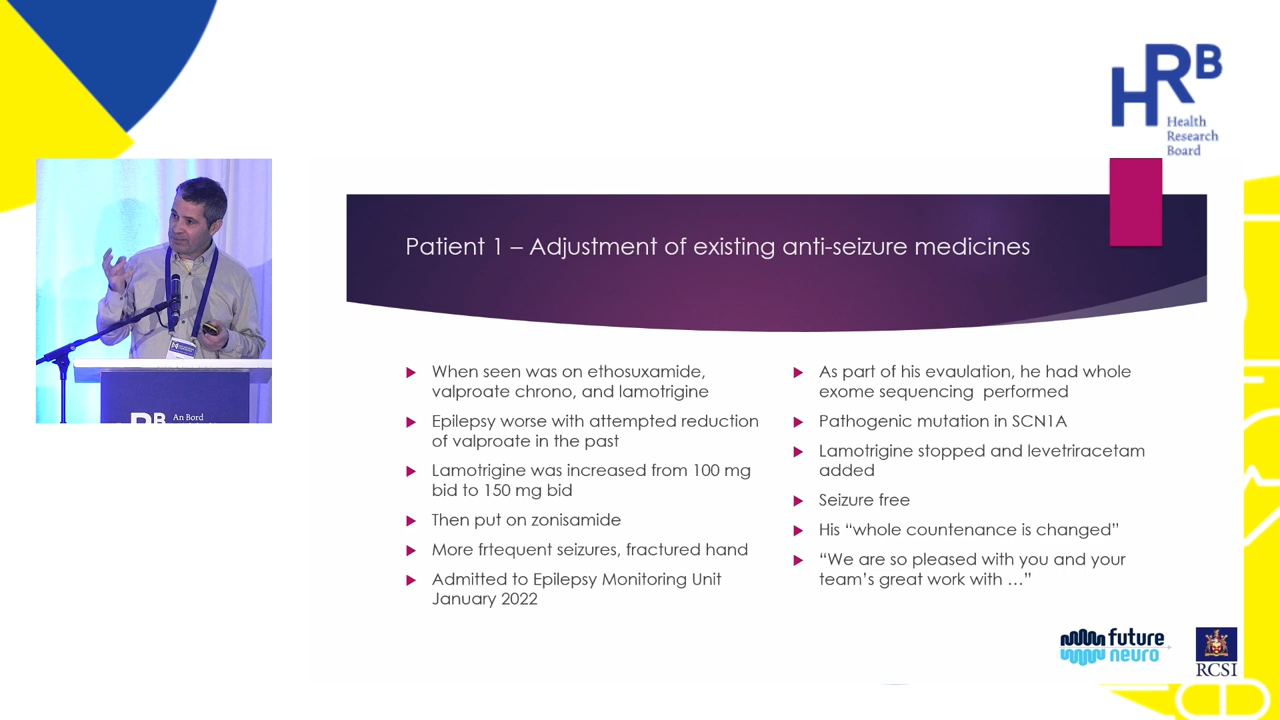 HRB
Health
Research
Board
Patient 1 – Adjustment of existing anti-seizure medicines
When seen was on ethosuxamide,
valproate chrono, and lamotrigine
Epilepsy worse with attempted reduction
of valproate in the past
Lamotrigine was increased from 100 mg
bid to 150 mg bid
Then put on zonisamide
More frtequent seizures, fractured hand
Admitted to Epilepsy Monitoring Unit
January 2022
As part of his evaulation, he had whole
exome sequencing performed
Pathogenic mutation in SCN1A
Lamotrigine stopped and levetriracetam
added
Seizure free
His “whole countenance is changed”
“We are so pleased with you and your
team’s great work with …”
RB
An Bord
future
neuro
RCSI